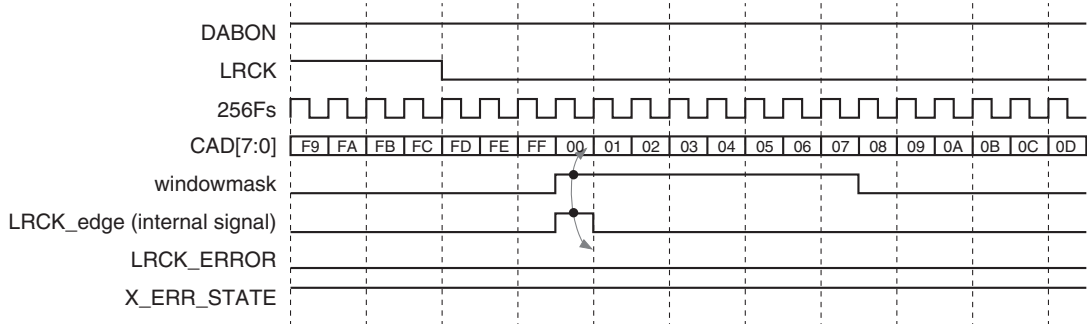 DABON
LRCK
256Fs
CAD[7:0] F9 FA FB FC FD FE FF 00 01 02 03 04 05 06 07 08 09 0A 0B 0C 0D
windowmask
LRCK_edge (internal signal)
LRCK_ERROR
X_ERR_STATE